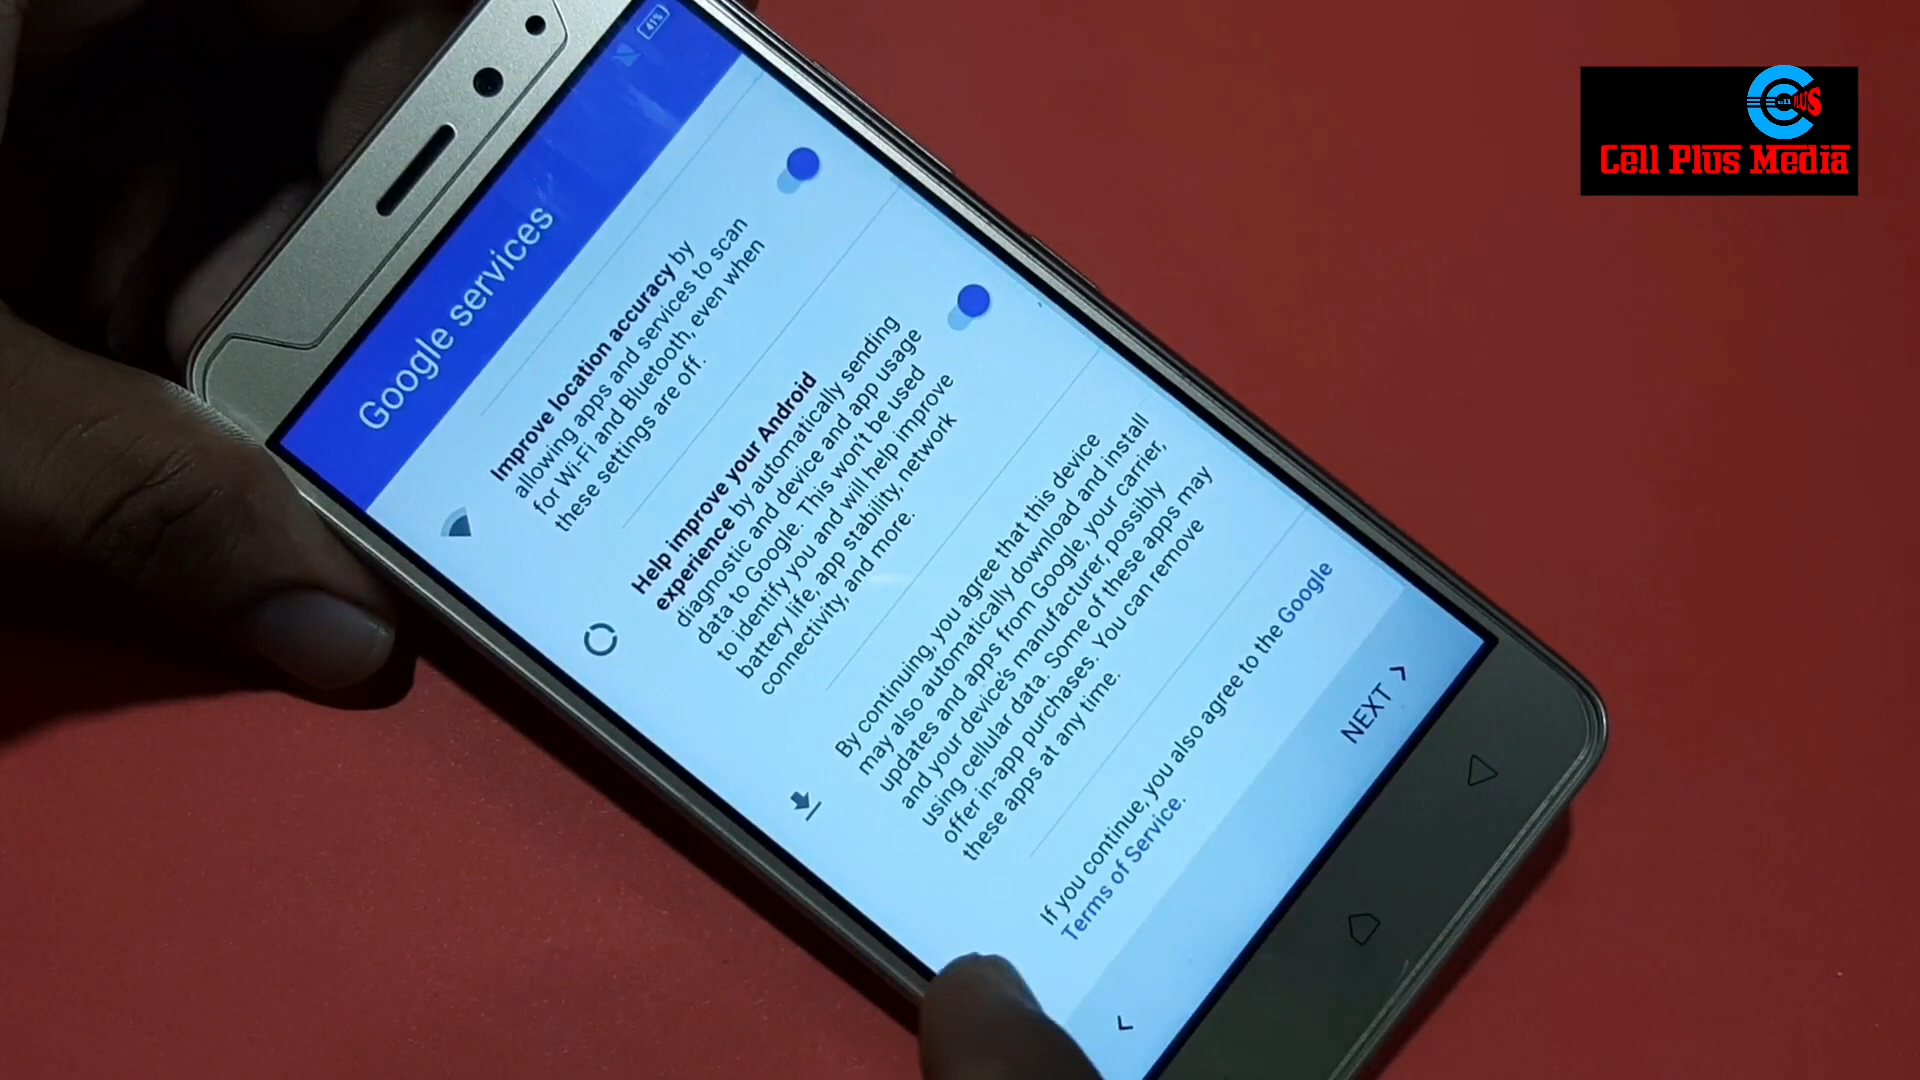 41%
Google services
Improve location accuracy by
allowing apps and services to scan
for Wi-Fi and Bluetooth, even when
these settings are off.
Help improve your Android
experience by automatically sending
diagnostic and device and app usage
data to Google. This won't be used
to identify you and will help improve
battery life, app stability, network
connectivity, and more.
By continuing, you agree that this device
may also automatically download and install
updates and apps from Google, your carrier,
and your device's manufacturer, possibly
using cellular data. Some of these apps may
offer in-app purchases. You can remove
these apps at any time.
If you continue, you also agree to the Google
Terms of Service.
NEXT
Cell PLUS
Cell Plus Media